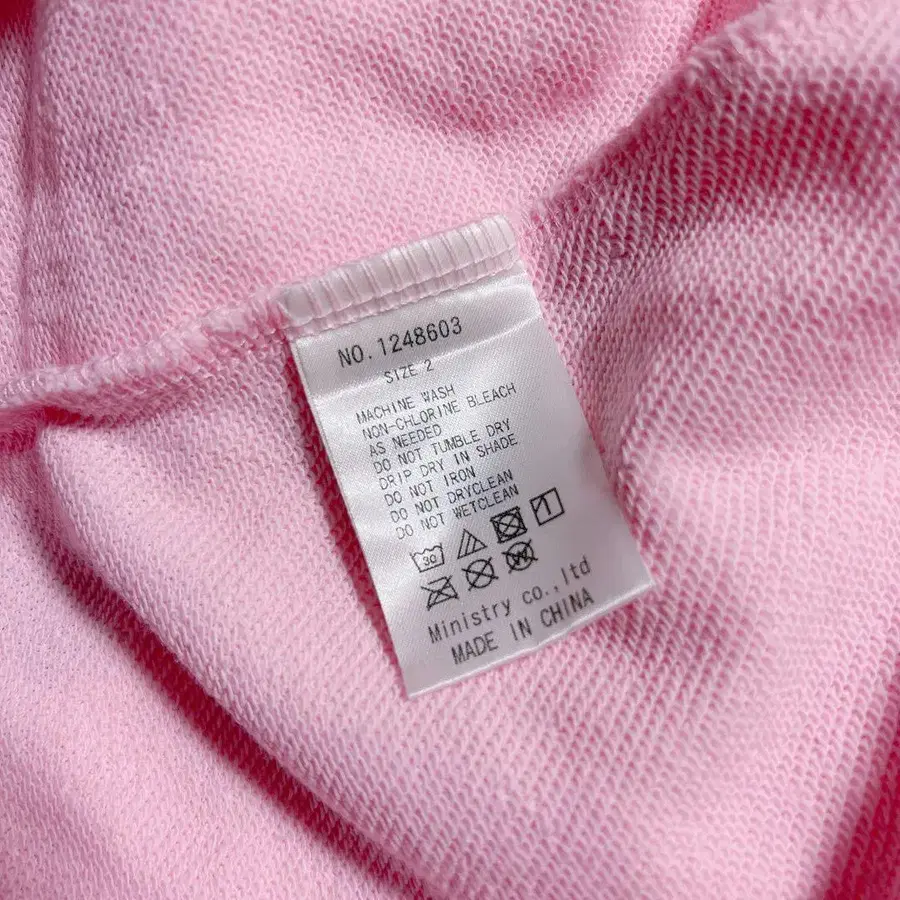 NO.1248603
SIZE 2
MACHINE WASH
NON-CHLORINE BLEACH
AS NEEDED
DO NOT TUMBLE DRY
DRIP DRY IN SHADE
DO NOT IRON
DO NOT DRYCLEAN
DO NOT WETCLEAN
30
Ministry co.,ltd
MADE IN CHINA